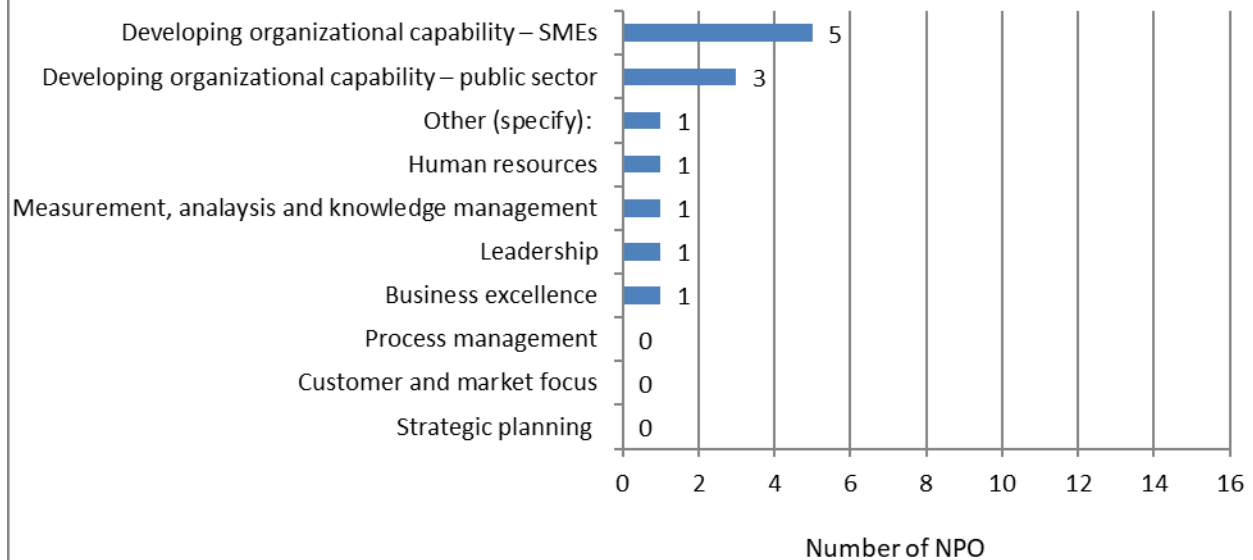 Developing organizational capability – SMEs 5
Developing organizational capability – public sector 3
Other (specify): 1
Human resources 1
Measurement, analaysis and knowledge management 1
Leadership 1
Business excellence 1
Process management 0
Customer and market focus 0
Strategic planning 0
0 2 4 6 8 10 12 14 16
Number of NPO